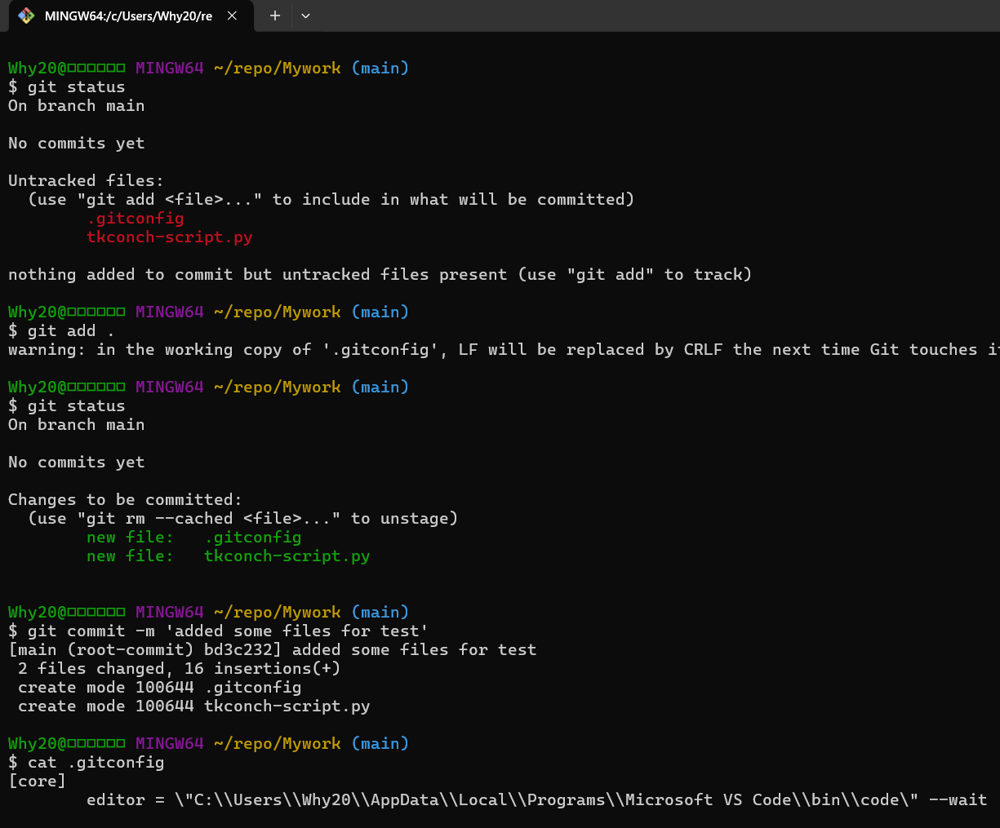 MINGW64:/c/Users/Why20/re
Why20@□□□□□□ MINGW64 ~/repo/Mywork (main)
$ git status
On branch main
No commits yet
Untracked files:
  (use "git add <file>..." to include in what will be committed)
        .gitconfig
        tkconch-script.py
nothing added to commit but untracked files present (use "git add" to track)
Why20@□□□□□□ MINGW64 ~/repo/Mywork (main)
$ git add .
warning: in the working copy of '.gitconfig', LF will be replaced by CRLF the next time Git touches it
Why20@□□□□□□ MINGW64 ~/repo/Mywork (main)
$ git status
On branch main
No commits yet
Changes to be committed:
  (use "git rm --cached <file>..." to unstage)
        new file:   .gitconfig
        new file:   tkconch-script.py
Why20@□□□□□□ MINGW64 ~/repo/Mywork (main)
$ git commit -m 'added some files for test'
[main (root-commit) bd3c232] added some files for test
 2 files changed, 16 insertions(+)
 create mode 100644 .gitconfig
 create mode 100644 tkconch-script.py
Why20@□□□□□□ MINGW64 ~/repo/Mywork (main)
$ cat .gitconfig
[core]
        editor = \"C:\\Users\\Why20\\AppData\\Local\\Programs\\Microsoft VS Code\\bin\\code\" --wait